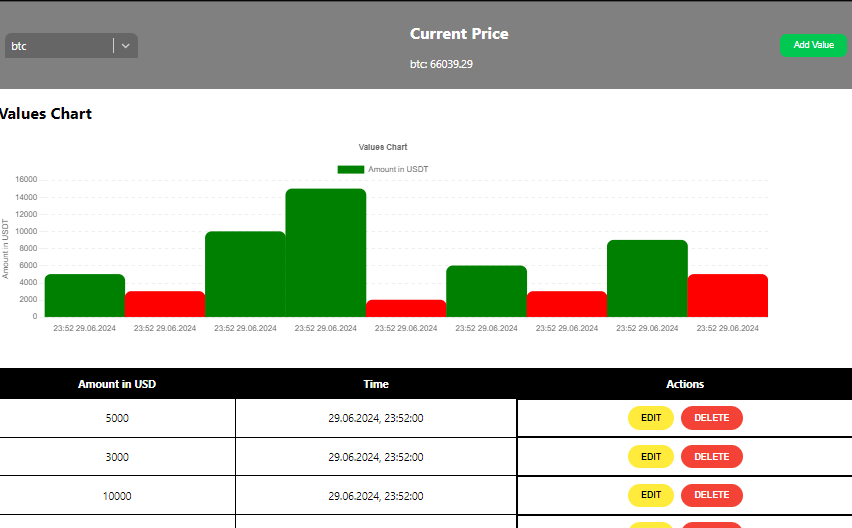 btc
Current Price
btc: 66039.29
Add Value
Values Chart
Values Chart
Amount in USDT
Amount in USDT
16000
14000
12000
10000
8000
6000
4000
2000
0
23:52 29.06.2024 23:52 29.06.2024 23:52 29.06.2024 23:52 29.06.2024 23:52 29.06.2024 23:52 29.06.2024 23:52 29.06.2024 23:52 29.06.2024 23:52 29.06.2024
Amount in USD Time Actions
5000 29.06.2024, 23:52:00 EDIT DELETE
3000 29.06.2024, 23:52:00 EDIT DELETE
10000 29.06.2024, 23:52:00 EDIT DELETE